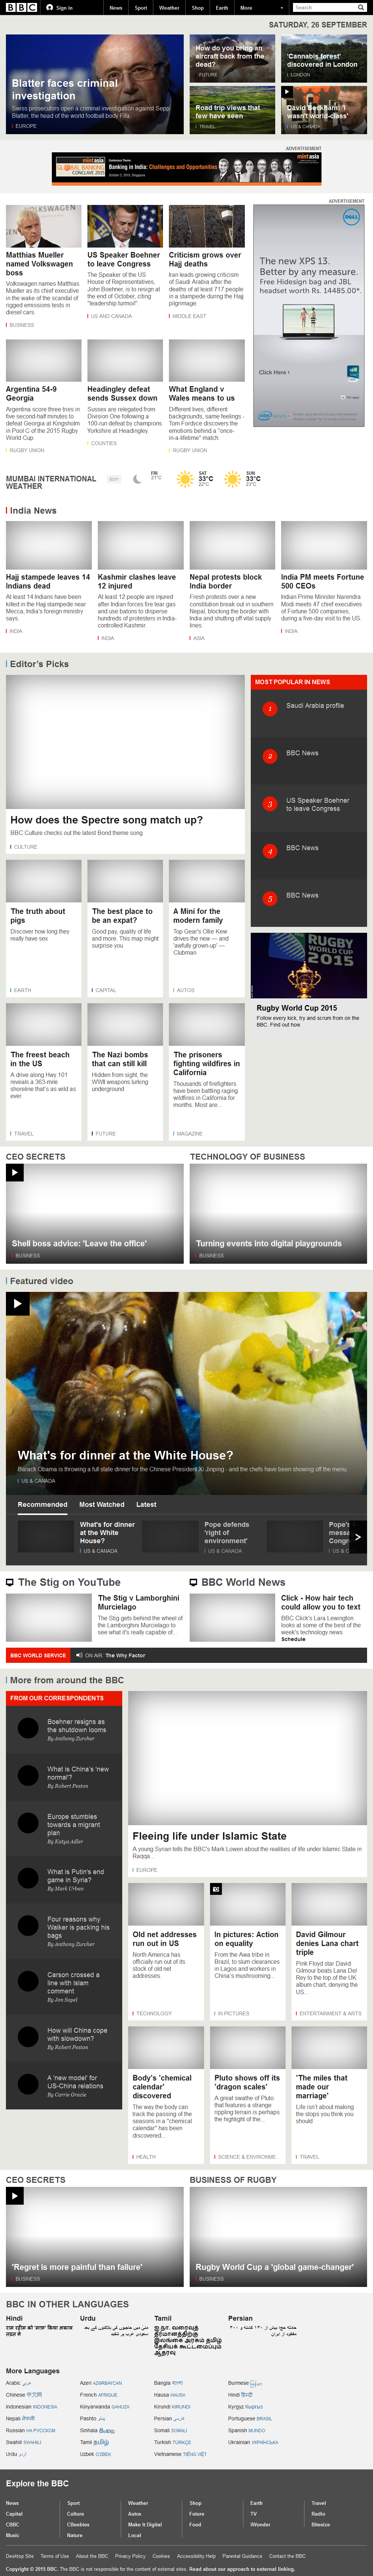 BBC
Sign in
News
Sport
Weather
Shop
Earth
More
Search
SATURDAY, 26 SEPTEMBER
Blatter faces criminal
investigation
Swiss prosecutors open a criminal investigation against Sepp
Blatter, the head of the world football body Fifa.
EUROPE
How do you bring an
aircraft back from the
dead?
FUTURE
'Cannabis forest'
discovered in London
LONDON
Road trip views that
few have seen
TRAVEL
David Beckham: 'I
wasn't world-class'
US & CANADA
ADVERTISEMENT
mintasia
GLOBAL BANKING
CONCLAVE 2015
Banking in India: Challenges and Opportunities
October 2, 2015, Singapore
mintasia
ADVERTISEMENT
DELL
The new XPS 13.
Better by any measure.
Free Hidesign bag and JBL
headset worth Rs. 14485.00*.
Click Here
intel
Matthias Mueller
named Volkswagen
boss
Volkswagen names Matthias
Mueller as its chief executive
in the wake of the scandal of
rigged emissions tests in
diesel cars.
BUSINESS
US Speaker Boehner
to leave Congress
The Speaker of the US
House of Representatives,
John Boehner, is to resign at
the end of October, citing
"leadership turmoil".
US AND CANADA
Criticism grows over
Hajj deaths
Iran leads growing criticism
of Saudi Arabia after the
deaths of at least 717 people
in a stampede during the Hajj
pilgrimage.
MIDDLE EAST
Argentina 54-9
Georgia
Argentina score three tries in
five second-half minutes to
defeat Georgia at Kingsholm
in Pool C of the 2015 Rugby
World Cup.
RUGBY UNION
Headingley defeat
sends Sussex down
Sussex are relegated from
Division One following a
100-run defeat by champions
Yorkshire at Headingley.
COUNTIES
What England v
Wales means to us
Different lives, different
backgrounds, same feelings -
Tom Fordyce discovers the
emotions behind a "once-
in-a-lifetime" match.
RUGBY UNION
MUMBAI INTERNATIONAL
WEATHER
EDIT
FRI
27°C
SAT
33°C
22°C
SUN
33°C
23°C
India News
Hajj stampede leaves 14
Indians dead
At least 14 Indians have been
killed in the Hajj stampede near
Mecca, India's foreign ministry
says.
INDIA
Kashmir clashes leave
12 injured
At least 12 people are injured
after Indian forces fire tear gas
and use batons to disperse
hundreds of protesters in Indian-
controlled Kashmir.
INDIA
Nepal protests block
India border
Fresh protests over a new
constitution break out in southern
Nepal, blocking the border with
India and shutting off vital supply
lines.
ASIA
India PM meets Fortune
500 CEOs
Indian Prime Minister Narendra
Modi meets 47 chief executives
of Fortune 500 companies,
during a five-day visit to the US.
INDIA
Editor's Picks
How does the Spectre song match up?
BBC Culture checks out the latest Bond theme song
CULTURE
MOST POPULAR IN NEWS
1
Saudi Arabia profile
2
BBC News
3
US Speaker Boehner
to leave Congress
4
BBC News
5
BBC News
The truth about
pigs
Discover how long they
really have sex
EARTH
The best place to
be an expat?
Good pay, quality of life
and more. This map might
surprise you
CAPITAL
A Mini for the
modern family
Top Gear's Ollie Kew
drives the new — and
'awfully grown-up' —
Clubman
AUTOS
RUGBY WORLD
CUP 2015
Rugby World Cup 2015
Follow every kick, try and scrum from on the
BBC. Find out how
The freest beach
in the US
A drive along Hwy 101
reveals a 363-mile
shoreline that's as wild as
ever
TRAVEL
The Nazi bombs
that can still kill
Hidden from sight, the
WWII weapons lurking
underground
FUTURE
The prisoners
fighting wildfires in
California
Thousands of firefighters
have been battling raging
wildfires in California for
months. Most are...
MAGAZINE
CEO SECRETS
Shell boss advice: 'Leave the office'
BUSINESS
TECHNOLOGY OF BUSINESS
Turning events into digital playgrounds
BUSINESS
Featured video
What's for dinner at the White House?
Barack Obama is throwing a full state dinner for the Chinese President Xi Jinping - and the chefs have been showing off the menu.
US & CANADA
Recommended
Most Watched
Latest
What's for dinner
at the White
House?
US & CANADA
Pope defends
'right of
environment'
US & CANADA
Pope's
messa
Congr
US & C
The Stig on YouTube
The Stig v Lamborghini
Murcielago
The Stig gets behind the wheel
of the Lamborghini Murcielago to
see what it's really capable of...
BBC World News
Click - How hair tech
could allow you to text
BBC Click's Lara Lewington
looks at some of the best of the
week's technology news
Schedule
BBC WORLD SERVICE
ON AIR: The Why Factor
More from around the BBC
FROM OUR CORRESPONDENTS
Boehner resigns as
the shutdown looms
By Anthony Zurcher
What is China's 'new
normal'?
By Robert Peston
Europe stumbles
towards a migrant
plan
By Katya Adler
What is Putin's end
game in Syria?
By Mark Urban
Four reasons why
Walker is packing his
bags
By Anthony Zurcher
Carson crossed a
line with Islam
comment
By Jon Sopel
How will China cope
with slowdown?
By Robert Peston
A 'new model' for
US-China relations
By Carrie Gracie
Fleeing life under Islamic State
A young Syrian tells the BBC's Mark Lowen about the realities of life under Islamic State in
Raqqa...
EUROPE
Old net addresses
run out in US
North America has
officially run out of its
stock of old net
addresses.
TECHNOLOGY
In pictures: Action
on equality
From the Awa tribe in
Brazil, to slum clearances
in Lagos and workers in
China's mushrooming...
IN PICTURES
David Gilmour
denies Lana chart
triple
Pink Floyd star David
Gilmour beats Lana Del
Rey to the top of the UK
album chart, denying the
US...
ENTERTAINMENT & ARTS
Body's 'chemical
calendar'
discovered
The way the body can
track the passing of the
seasons in a "chemical
calendar" has been
discovered...
HEALTH
Pluto shows off its
'dragon scales'
A great swathe of Pluto
that features a strange
rippling terrain is perhaps
the highlight of the...
SCIENCE & ENVIRONME...
'The miles that
made our
marriage'
Life isn't about making
the stops you think you
should
TRAVEL
CEO SECRETS
'Regret is more painful than failure'
BUSINESS
BUSINESS OF RUGBY
Rugby World Cup a 'global game-changer'
BUSINESS
BBC IN OTHER LANGUAGES
Hindi
Urdu
Tamil
Persian
More Languages
Arabic عربي
Azeri AZƏRBAYCAN
Bangla বাংলা
Burmese
Chinese 中文网
French AFRIQUE
Hausa HAUSA
Hindi हिन्दी
Indonesian INDONESIA
Kinyarwanda GAHUZA
Kirundi KIRUNDI
Kyrgyz Кыргыз
Nepali नेपाली
Pashto پښتو
Persian فارسی
Portuguese BRASIL
Russian НА РУССКОМ
Sinhala සිංහල
Somali SOMALI
Spanish MUNDO
Swahili SWAHILI
Tamil தமிழ்
Turkish TÜRKÇE
Ukrainian УКРАЇНСЬКА
Urdu اردو
Uzbek O'ZBEK
Vietnamese TIẾNG VIỆT
Explore the BBC
News
Sport
Weather
Shop
Earth
Travel
Capital
Culture
Autos
Future
TV
Radio
CBBC
CBeebies
Make It Digital
Food
iWonder
Bitesize
Music
Nature
Local
Desktop Site
Terms of Use
About the BBC
Privacy Policy
Cookies
Accessibility Help
Parental Guidance
Contact the BBC
Copyright © 2015 BBC. The BBC is not responsible for the content of external sites. Read about our approach to external linking.